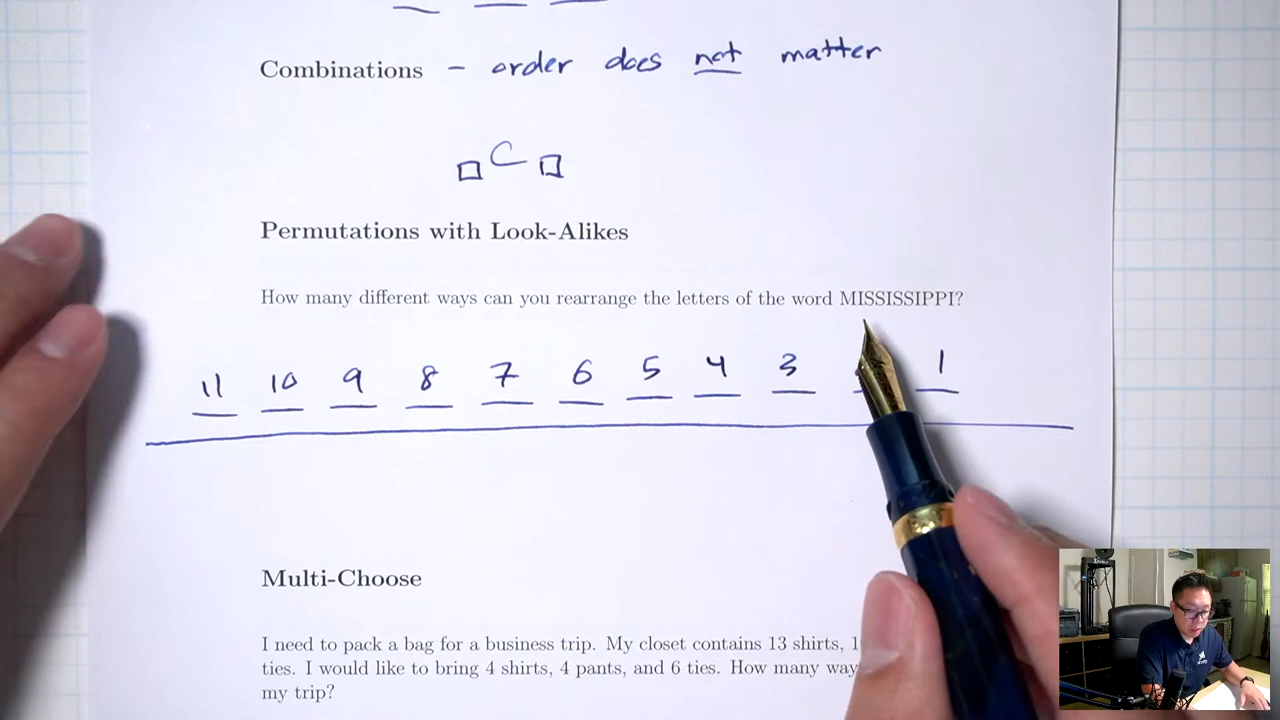 Combinations – order does not matter
C
Permutations with Look-Alikes
How many different ways can you rearrange the letters of the word MISSISSIPPI?
11 10 9 8 7 6 5 4 3 1
Multi-Choose
I need to pack a bag for a business trip. My closet contains 13 shirts,
ties. I would like to bring 4 shirts, 4 pants, and 6 ties. How many
my trip?